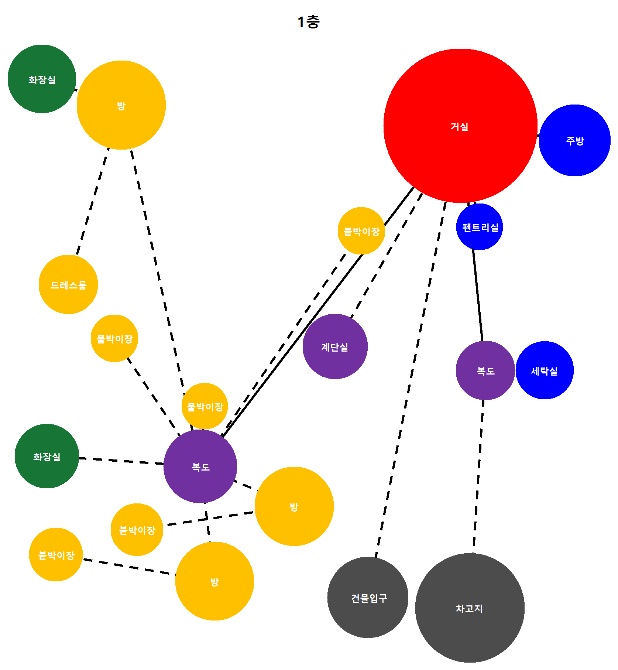 1층
화장실
방
거실
주방
붙박이장
펜트리실
드레스룸
붙박이장
계단실
복도
세탁실
붙박이장
화장실
복도
방
붙박이장
붙박이장
방
건물입구
차고지